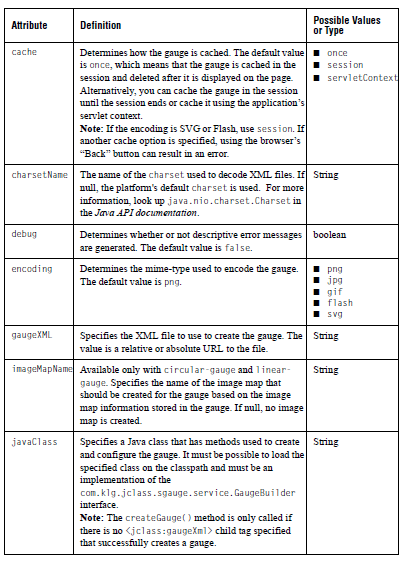 Attribute
Definition
Possible Values
or Type
cache
Determines how the gauge is cached. The default value
is once, which means that the gauge is cached in the
session and deleted after it is displayed on the page.
Alternatively, you can cache the gauge in the session
until the session ends or cache it using the application's
servlet context.
Note: If the encoding is SVG or Flash, use session. If
another cache option is specified, using the browser's
"Back" button can result in an error.
■ once
■ session
■ servletContext
charsetName
The name of the charset used to decode XML files. If
null, the platform's default charset is used. For more
information, look up java.nio.charset.Charset in
the Java API documentation.
String
debug
Determines whether or not descriptive error messages
are generated. The default value is false.
boolean
encoding
Determines the mime-type used to encode the gauge.
The default value is png.
■ png
■ jpg
■ gif
■ flash
■ svg
gaugeXML
Specifies the XML file to use to create the gauge. The
value is a relative or absolute URL to the file.
String
imageMapName
Available only with circular-gauge and linear-
gauge. Specifies the name of the image map that
should be created for the gauge based on the image
map information stored in the gauge. If null, no image
map is created.
String
javaClass
Specifies a Java class that has methods used to create
and configure the gauge. It must be possible to load the
specified class on the classpath and must be an
implementation of the
com.klg.jclass.sgauge.service.GaugeBuilder
interface.
Note: The createGauge() method is only called if
there is no <jclass:gaugeXml> child tag specified
that successfully creates a gauge.
String